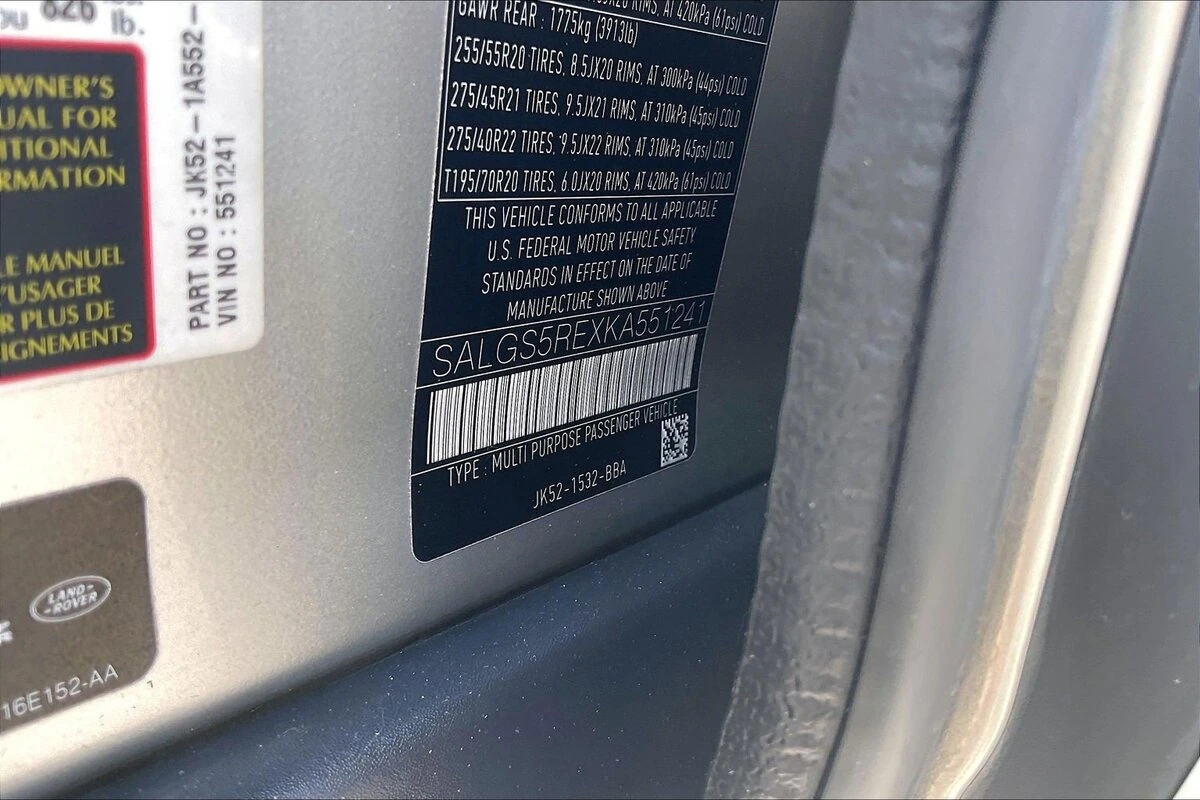 826
lb.
OWNER'S
UAL FOR
ITIONAL
RMATION
LE MANUEL
'USAGER
R PLUS DE
IGNEMENTS
PART NO : JK52-1A552-
VIN NO : 551241
AT 420kPa (61psi) COLD
GAWR REAR : 1775kg (3913lb)
255/55R20 TIRES, 8.5JX20 RIMS, AT 300kPa (44psi) COLD
275/45R21 TIRES, 9.5JX21 RIMS, AT 310kPa (45psi) COLD
275/40R22 TIRES, 9.5JX22 RIMS, AT 310kPa (45psi) COLD
T195/70R20 TIRES, 6.0JX20 RIMS, AT 420kPa (61psi) COLD
THIS VEHICLE CONFORMS TO ALL APPLICABLE
U.S. FEDERAL MOTOR VEHICLE SAFETY
STANDARDS IN EFFECT ON THE DATE OF
MANUFACTURE SHOWN ABOVE
SALGS5REXKA551241
TYPE : MULTI PURPOSE PASSENGER VEHICLE
JK52-1532-BBA
LAND-
-ROVER
16E152-AA